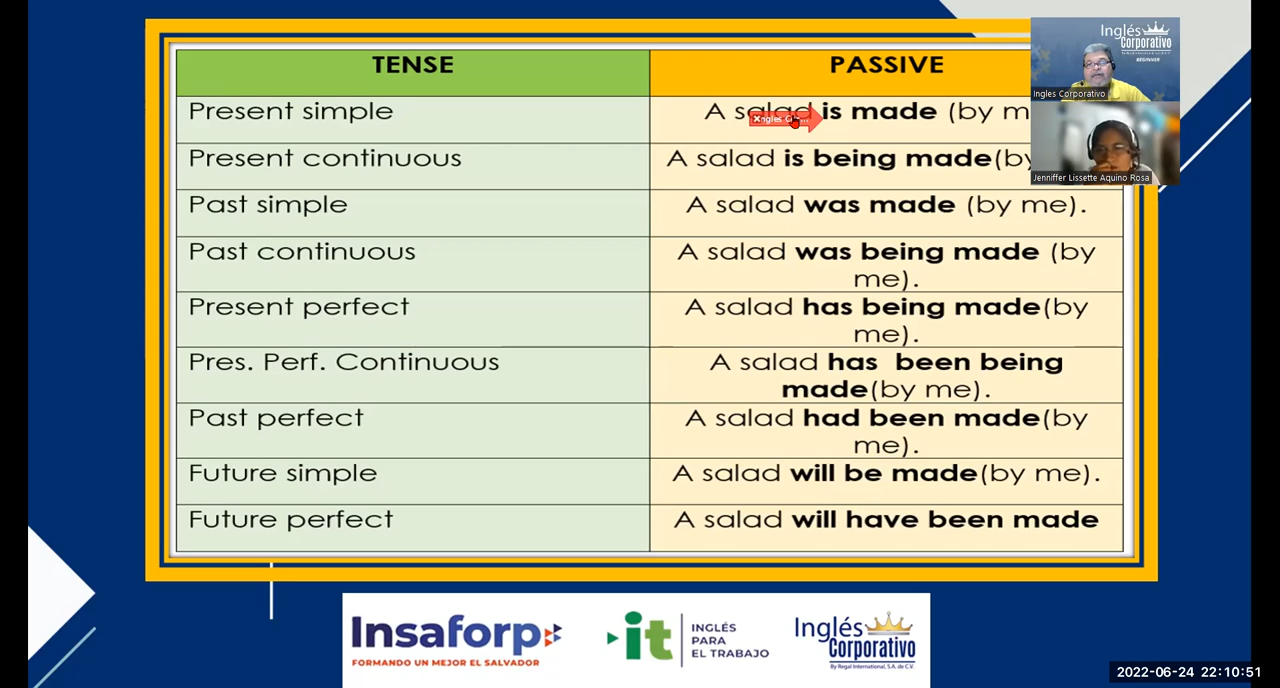 TENSE PASSIVE
Present simple A salad is made (by m
Present continuous A salad is being made(by
Past simple A salad was made (by me).
Past continuous A salad was being made (by
me).
Present perfect A salad has being made(by
me).
Pres. Perf. Continuous A salad has been being
made(by me).
Past perfect A salad had been made(by
me).
Future simple A salad will be made(by me).
Future perfect A salad will have been made
Inglés
Corporativo
BEGINNER
Ingles Corporativo
Jenniffer Lissette Aquino Rosa
Insaforp
FORMANDO UN MEJOR EL SALVADOR
it
INGLÉS
PARA
EL TRABAJO
Inglés
Corporativo
By Regal International, S.A. de C.V.
2022-06-24 22:10:51